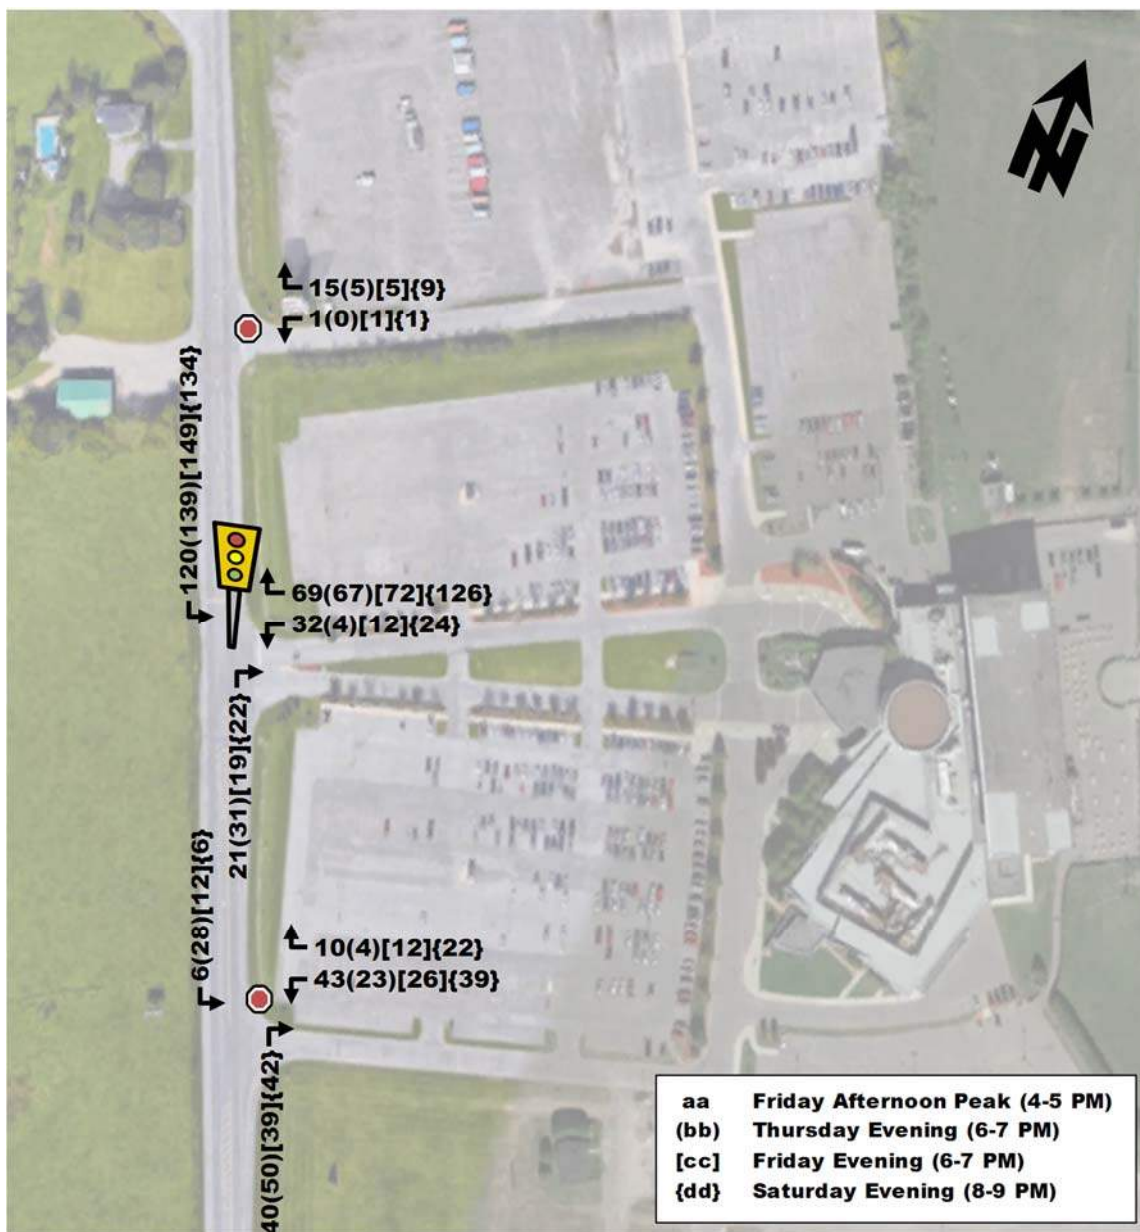 N
15(5)[5]{9}
1(0)[1]{1}
120(139)[149]{134}
69(67)[72]{126}
32(4)[12]{24}
21(31)[19]{22}
6(28)[12]{6}
10(4)[12]{22}
43(23)[26]{39}
40(50)[39]{42}
aa Friday Afternoon Peak (4-5 PM)
(bb) Thursday Evening (6-7 PM)
[cc] Friday Evening (6-7 PM)
{dd} Saturday Evening (8-9 PM)